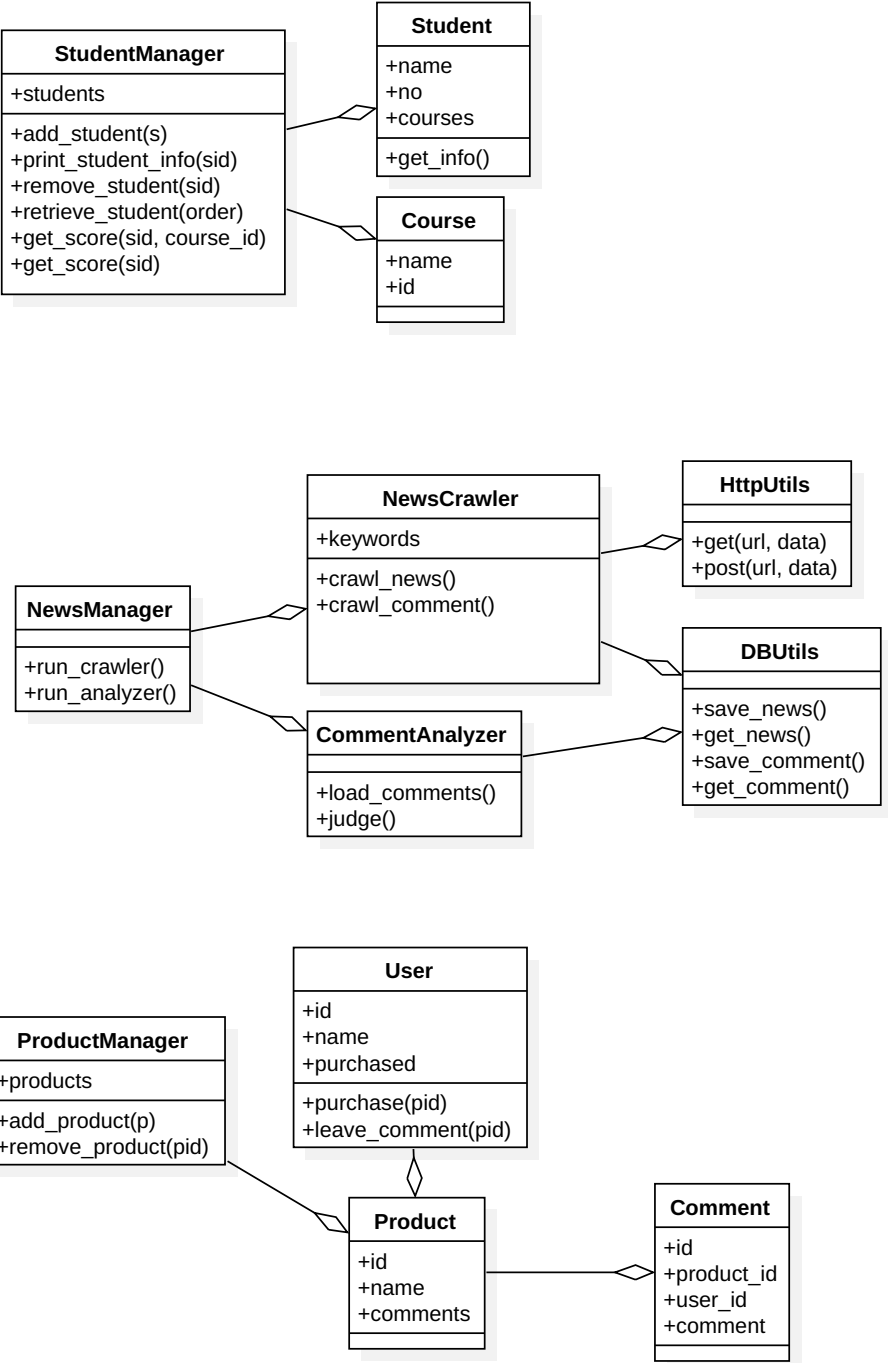 StudentManager
+students
+add_student(s)
+print_student_info(sid)
+remove_student(sid)
+retrieve_student(order)
+get_score(sid, course_id)
+get_score(sid)
Student
+name
+no
+courses
+get_info()
Course
+name
+id
NewsManager
+run_crawler()
+run_analyzer()
NewsCrawler
+keywords
+crawl_news()
+crawl_comment()
CommentAnalyzer
+load_comments()
+judge()
HttpUtils
+get(url, data)
+post(url, data)
DBUtils
+save_news()
+get_news()
+save_comment()
+get_comment()
ProductManager
+products
+add_product(p)
+remove_product(pid)
User
+id
+name
+purchased
+purchase(pid)
+leave_comment(pid)
Product
+id
+name
+comments
Comment
+id
+product_id
+user_id
+comment